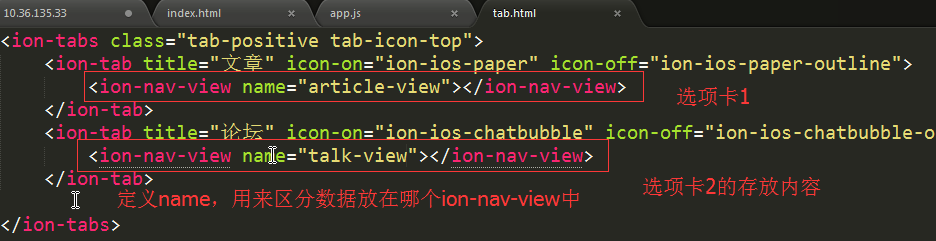 10.36.135.33 index.html × app.js × tab.html ×
<ion-tabs class="tab-positive tab-icon-top">
<ion-tab title="文章" icon-on="ion-ios-paper" icon-off="ion-ios-paper-outline">
<ion-nav-view name="article-view"></ion-nav-view> 选项卡1
</ion-tab>
<ion-tab title="论坛" icon-on="ion-ios-chatbubble" icon-off="ion-ios-chatbubble-o
<ion-nav-view name="talk-view"></ion-nav-view>
</ion-tab> 选项卡2的存放内容
定义name，用来区分数据放在哪个ion-nav-view中
</ion-tabs>